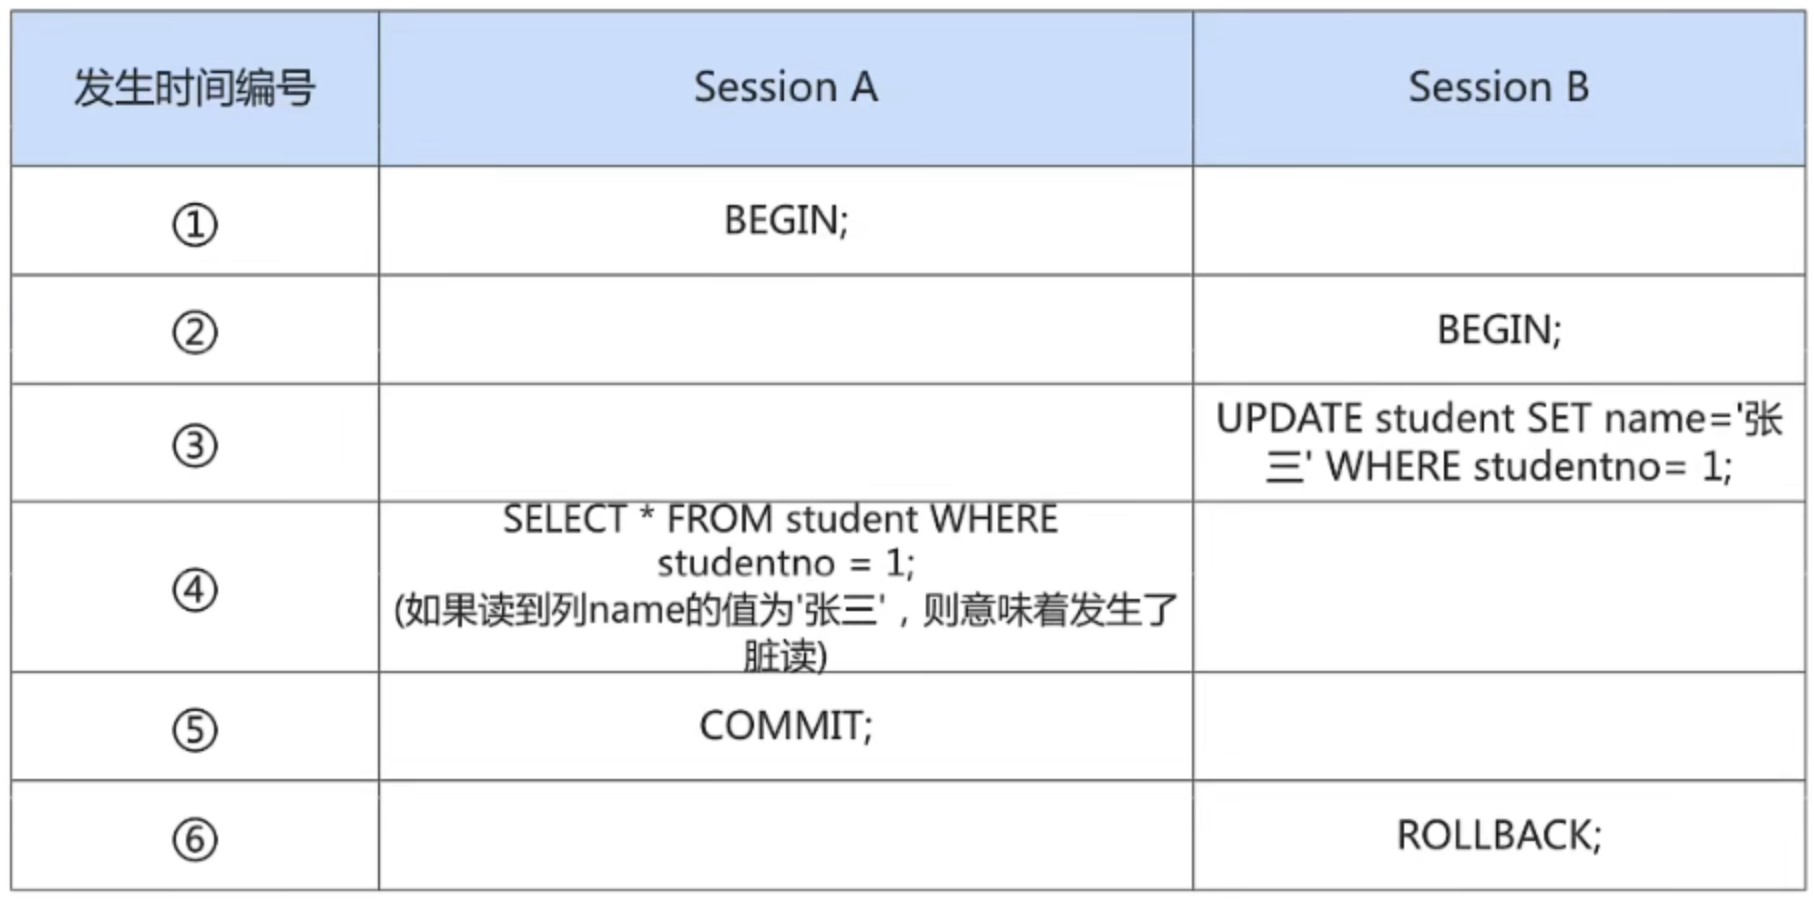 发生时间编号
Session A
Session B
①
BEGIN;
②
BEGIN;
③
UPDATE student SET name='张
三' WHERE studentno= 1;
④
SELECT * FROM student WHERE
studentno = 1;
(如果读到列name的值为'张三'，则意味着发生了
脏读)
⑤
COMMIT;
⑥
ROLLBACK;